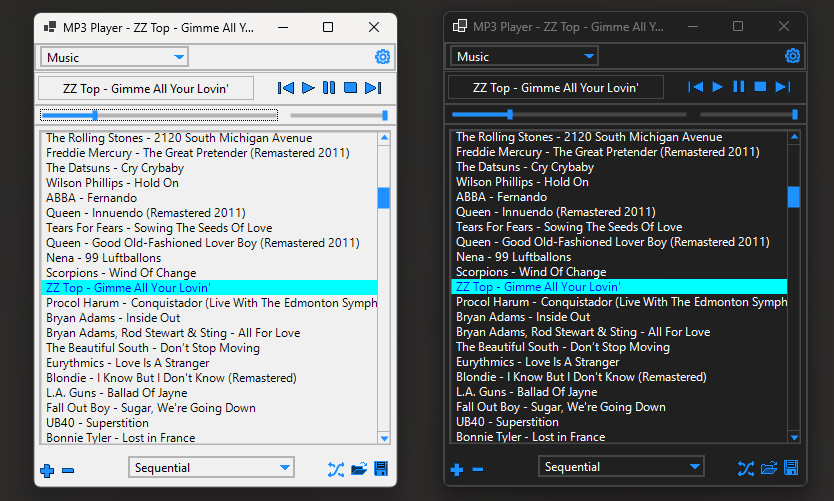 MP3 Player - ZZ Top - Gimme All Y...
Music
ZZ Top - Gimme All Your Lovin'
The Rolling Stones - 2120 South Michigan Avenue
Freddie Mercury - The Great Pretender (Remastered 2011)
The Datsuns - Cry Crybaby
Wilson Phillips - Hold On
ABBA - Fernando
Queen - Innuendo (Remastered 2011)
Tears For Fears - Sowing The Seeds Of Love
Queen - Good Old-Fashioned Lover Boy (Remastered 2011)
Nena - 99 Luftballons
Scorpions - Wind Of Change
ZZ Top - Gimme All Your Lovin'
Procol Harum - Conquistador (Live With The Edmonton Symph
Bryan Adams - Inside Out
Bryan Adams, Rod Stewart & Sting - All For Love
The Beautiful South - Don't Stop Moving
Eurythmics - Love Is A Stranger
Blondie - I Know But I Don't Know (Remastered)
L.A. Guns - Ballad Of Jayne
Fall Out Boy - Sugar, We're Going Down
UB40 - Superstition
Bonnie Tyler - Lost in France
Sequential
MP3 Player - ZZ Top - Gimme All Y...
Music
ZZ Top - Gimme All Your Lovin'
The Rolling Stones - 2120 South Michigan Avenue
Freddie Mercury - The Great Pretender (Remastered 2011)
The Datsuns - Cry Crybaby
Wilson Phillips - Hold On
ABBA - Fernando
Queen - Innuendo (Remastered 2011)
Tears For Fears - Sowing The Seeds Of Love
Queen - Good Old-Fashioned Lover Boy (Remastered 2011)
Nena - 99 Luftballons
Scorpions - Wind Of Change
ZZ Top - Gimme All Your Lovin'
Procol Harum - Conquistador (Live With The Edmonton Symph
Bryan Adams - Inside Out
Bryan Adams, Rod Stewart & Sting - All For Love
The Beautiful South - Don't Stop Moving
Eurythmics - Love Is A Stranger
Blondie - I Know But I Don't Know (Remastered)
L.A. Guns - Ballad Of Jayne
Fall Out Boy - Sugar, We're Going Down
UB40 - Superstition
Bonnie Tyler - Lost in France
Sequential